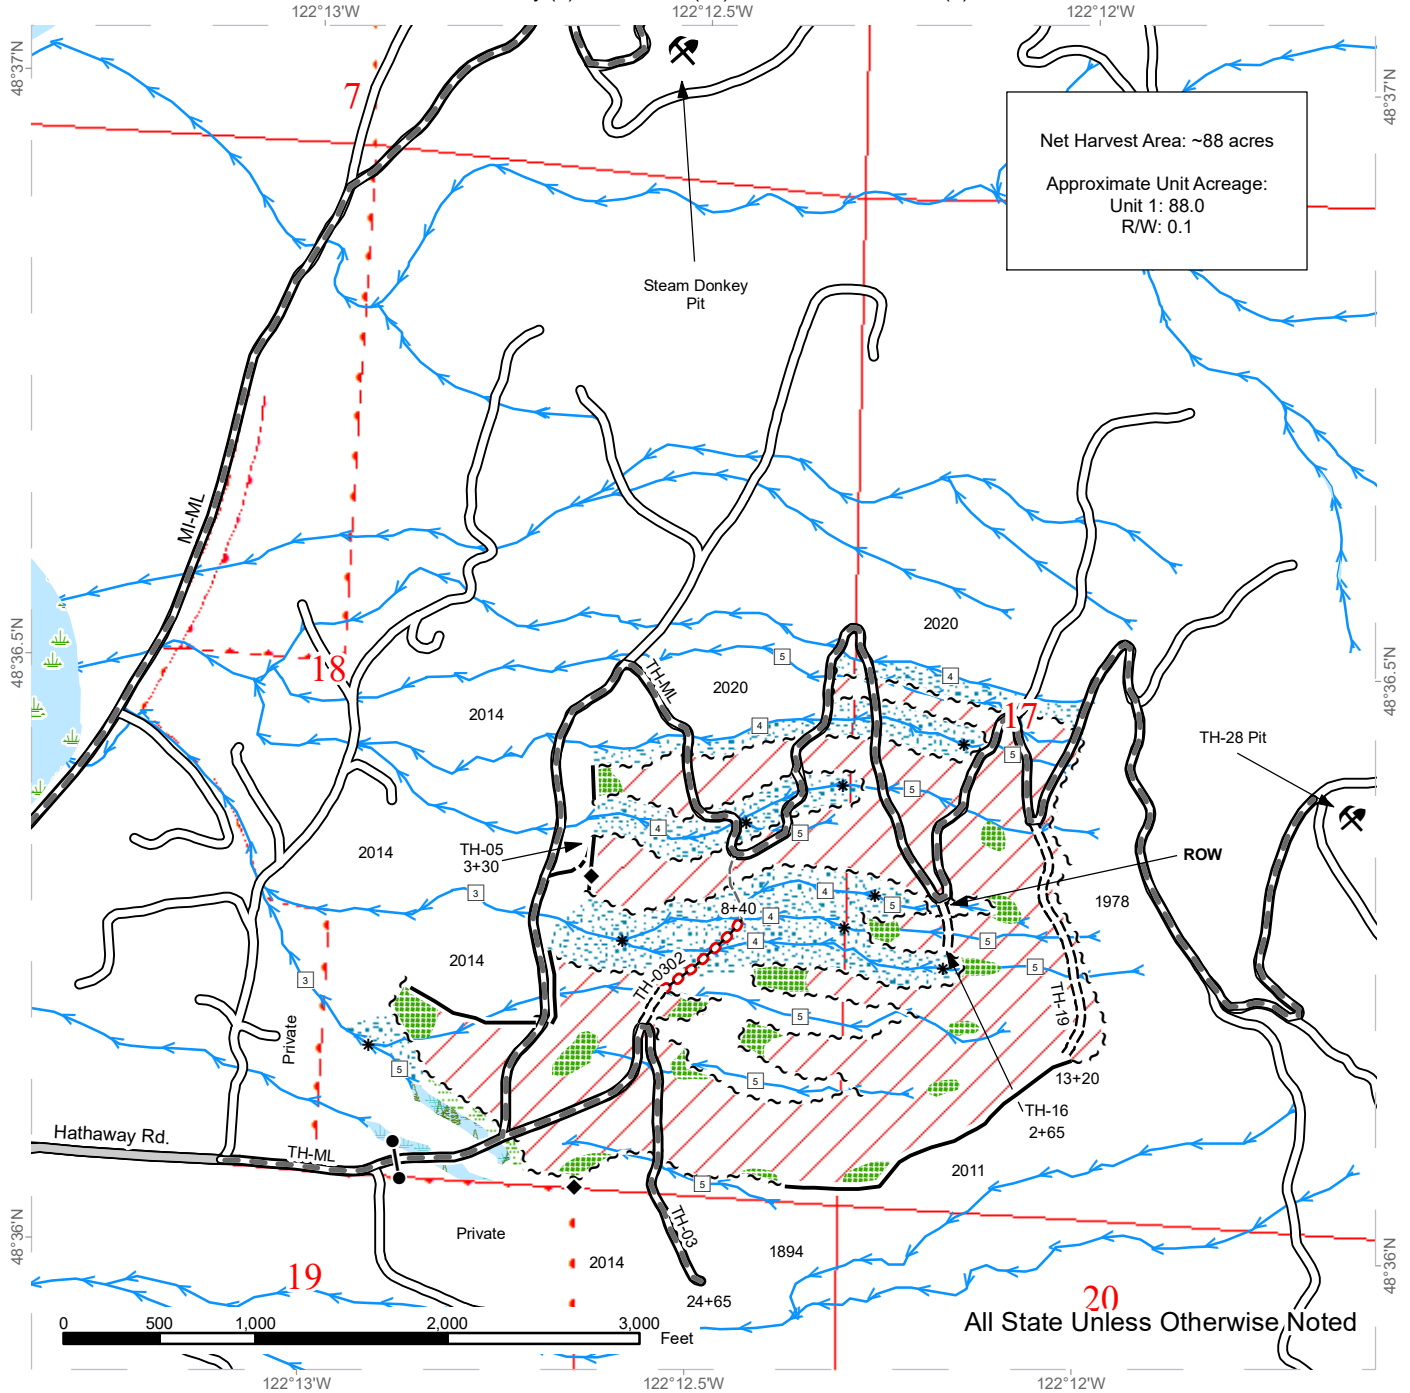 122°13'W
122°12.5'W
122°12'W
48°37'N
48°37'N
7
Net Harvest Area: ~88 acres
Approximate Unit Acreage:
Unit 1: 88.0
R/W: 0.1
Steam Donkey
Pit
MI-ML
2020
5
4
48°36.5'N
48°36.5'N
18
TH-ML
2020
2014
17
4
5
TH-28 Pit
5
4
5
2014
TH-05
3+30
ROW
3
4
5
1978
8+40
4
4
5
2014
TH-0302
5
3
TH-19
5
Private
5
5
13+20
TH-16
2+65
Hathaway Rd.
TH-ML
2011
5
TH-03
Private
48°36'N
48°36'N
2014
1894
19
20
24+65
All State Unless Otherwise Noted
0
500
1,000
2,000
3,000
Feet
122°13'W
122°12.5'W
122°12'W